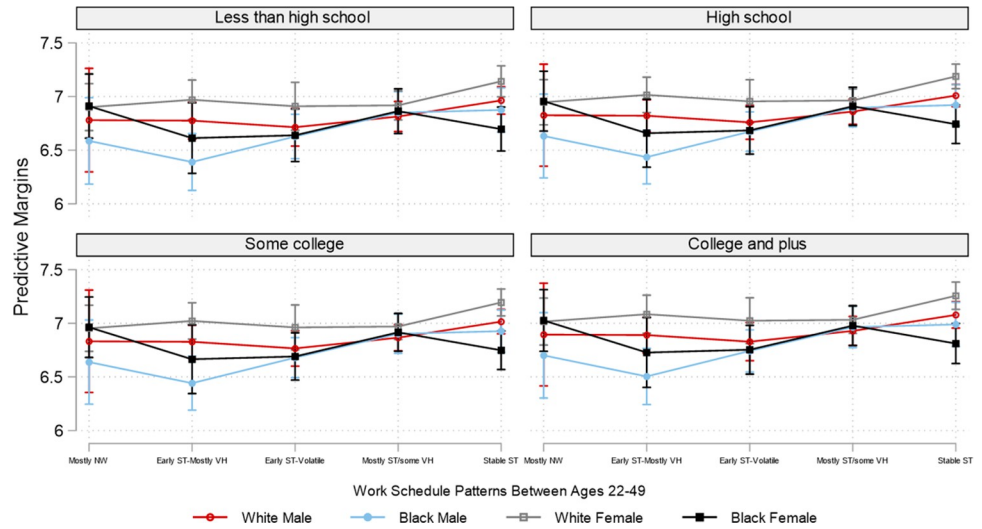 Less than high school
High school
7.5
7
6.5
6
Some college
College and plus
7.5
7
6.5
6
Predictive Margins
Mostly NW
Early ST-Mostly VH
Early ST-Volatile
Mostly ST/some VH
Stable ST
Mostly NW
Early ST-Mostly VH
Early ST-Volatile
Mostly ST/some VH
Stable ST
Work Schedule Patterns Between Ages 22-49
White Male
Black Male
White Female
Black Female